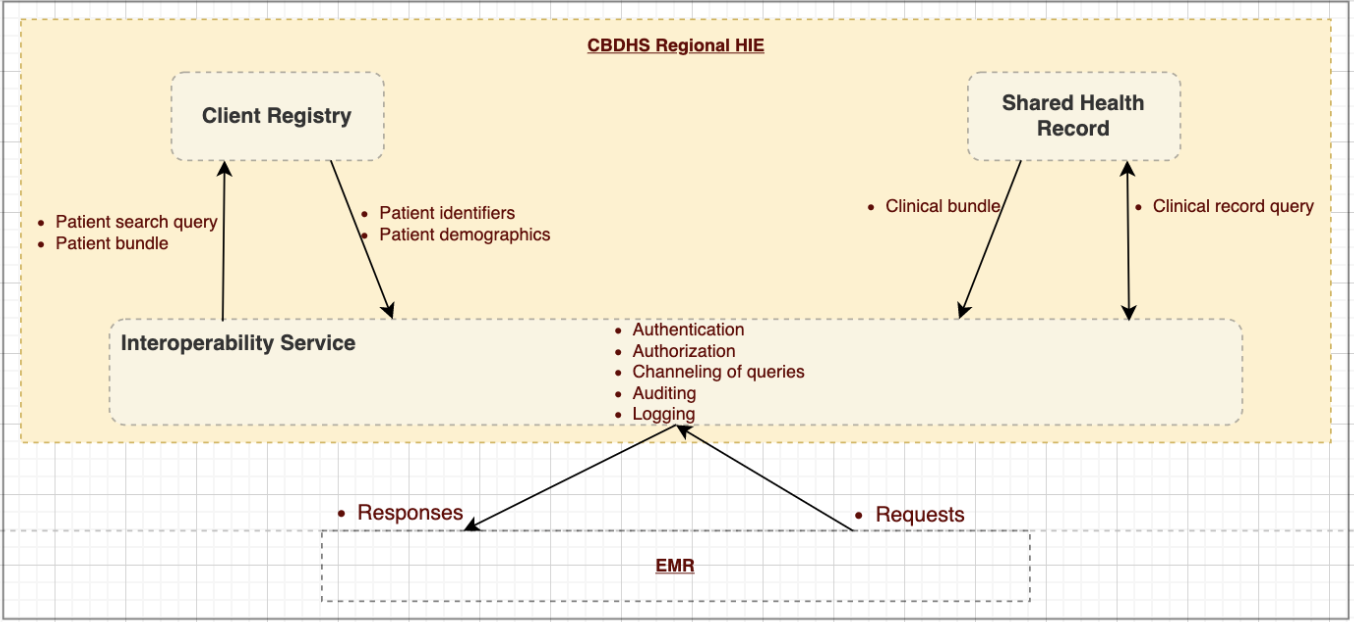 CBDHS Regional HIE
Client Registry
Shared Health
Record
• Patient search query
• Patient bundle
• Patient identifiers
• Patient demographics
• Clinical bundle
• Clinical record query
Interoperability Service
• Authentication
• Authorization
• Channeling of queries
• Auditing
• Logging
• Responses
• Requests
EMR